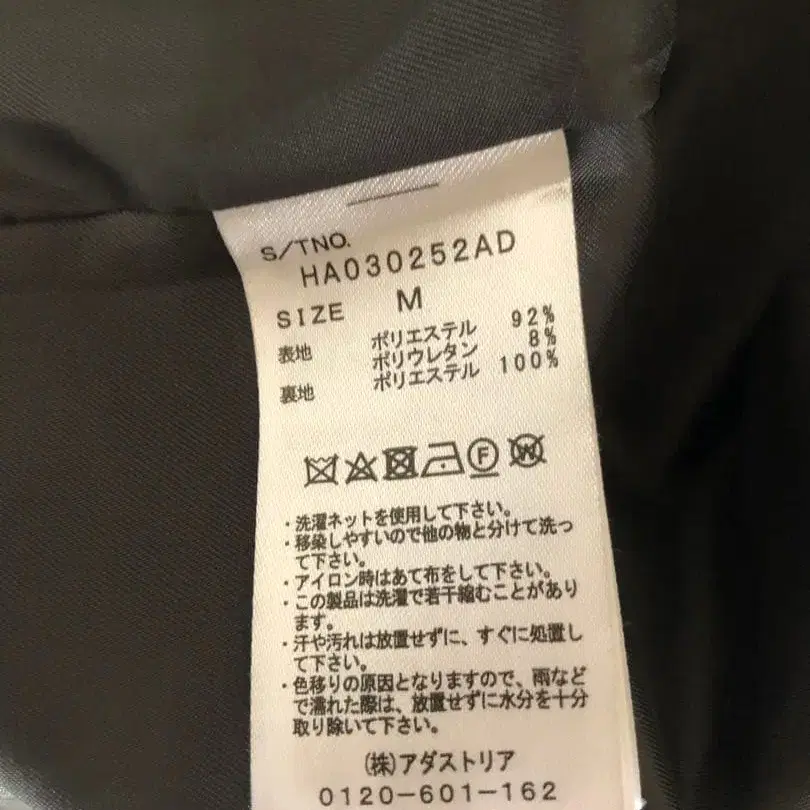 S/TNO.
HA030252AD
SIZE M
表地 ポリエステル 92%
ポリウレタン 8%
裏地 ポリエステル 100%
F W
・洗濯ネットを使用して下さい。
・移染しやすいので他の物と分けて洗っ
て下さい。
・アイロン時はあて布をして下さい。
・この製品は洗濯で若干縮むことがあり
ます。
・汗や汚れは放置せずに、すぐに処置し
て下さい。
・色移りの原因となりますので、雨など
で濡れた際は、放置せずに水分を十分
取り除いて下さい。
(株)アダストリア
0120-601-162